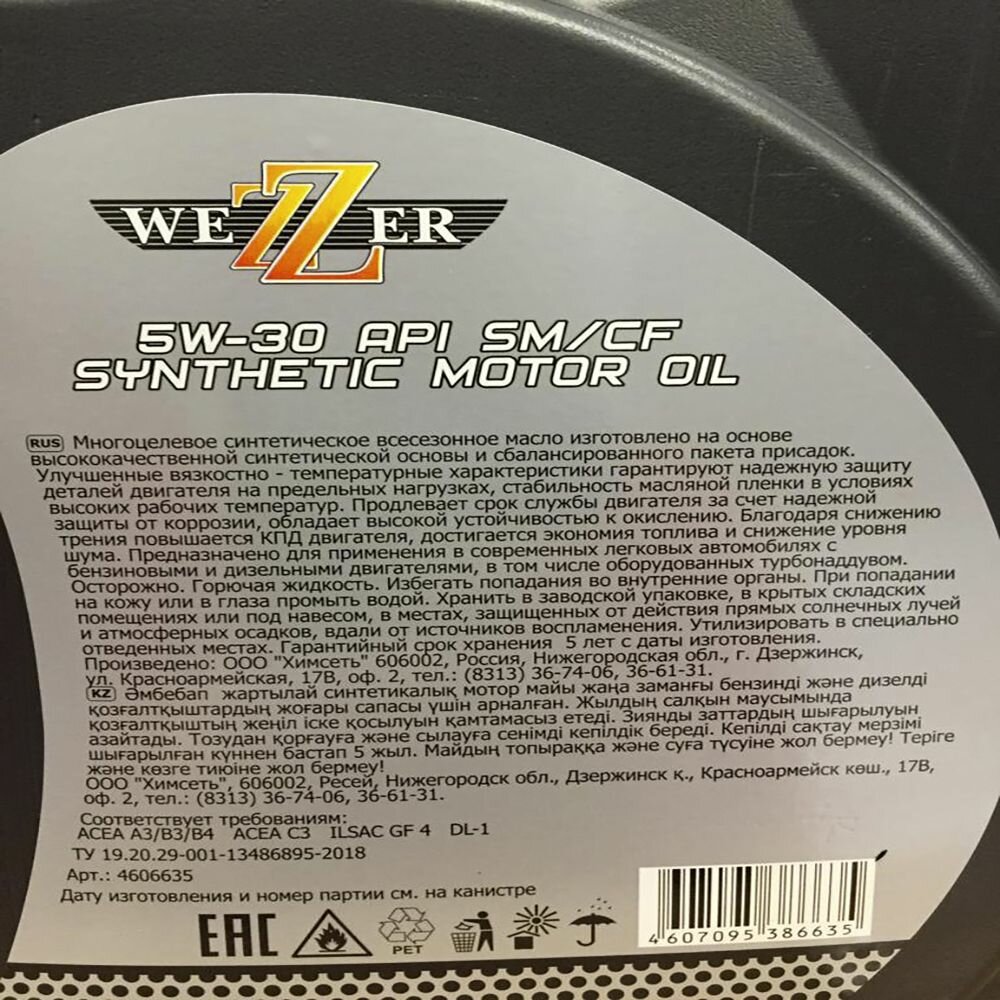 WEZZER
5W-30 API SM/CF
SYNTHETIC MOTOR OIL
RUS Многоцелевое синтетическое всесезонное масло изготовлено на основе
высококачественной синтетической основы и сбалансированного пакета присадок.
Улучшенные вязкостно - температурные характеристики гарантируют надежную защиту
деталей двигателя на предельных нагрузках, стабильность масляной пленки в условиях
высоких рабочих температур. Продлевает срок службы двигателя за счет надежной
защиты от коррозии, обладает высокой устойчивостью к окислению. Благодаря снижению
трения повышается КПД двигателя, достигается экономия топлива и снижение уровня
шума. Предназначено для применения в современных легковых автомобилях с
бензиновыми и дизельными двигателями, в том числе оборудованных турбонаддувом.
Осторожно. Горючая жидкость. Избегать попадания во внутренние органы. При попадании
на кожу или в глаза промыть водой. Хранить в заводской упаковке, в крытых складских
помещениях или под навесом, в местах, защищенных от действия прямых солнечных лучей
и атмосферных осадков, вдали от источников воспламенения. Утилизировать в специально
отведенных местах. Гарантийный срок хранения 5 лет с даты изготовления.
Произведено: ООО "Химсеть" 606002, Россия, Нижегородская обл., г. Дзержинск,
ул. Красноармейская, 17В, оф. 2, тел.: (8313) 36-74-06, 36-61-31.
KZ Әмбебап жартылай синтетикалық мотор майы жаңа заманғы бензинді және дизелді
қозғалтқыштардың жоғары сапасы үшін арналған. Жылдың салқын маусымында
қозғалтқыштың жеңіл іске қосылуын қамтамасыз етеді. Зиянды заттардың шығарылуын
азайтады. Тозудан қорғауға және сылауға сенімді кепілдік береді. Кепілді сақтау мерзімі
шығарылған күннен бастап 5 жыл. Майдың топыраққа және суға түсуіне жол бермеу! Теріге
және көзге тиюіне жол бермеу!
ООО "Химсеть", 606002, Ресей, Нижегородск обл., Дзержинск қ., Красноармейск көш., 17В,
оф. 2, тел.: (8313) 36-74-06, 36-61-31.
Соответствует требованиям:
ACEA A3/B3/B4 ACEA C3 ILSAC GF 4 DL-1
ТУ 19.20.29-001-13486895-2018
Арт.: 4606635
Дату изготовления и номер партии см. на канистре
EAC
PET
4 607095 386635